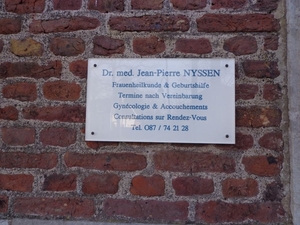 Dr. med. Jean-Pierre NYSSEN
Frauenheilkunde & Geburtshilfe
Termine nach Vereinbarung
Gynécologie & Accouchements
Consultations sur Rendez-Vous
Tel. 087 / 74 21 28